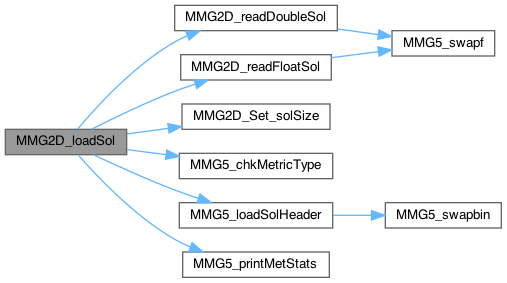 MMG2D_readDoubleSol
MMG5_swapf
MMG2D_readFloatSol
MMG2D_Set_solSize
MMG2D_loadSol
MMG5_chkMetricType
MMG5_loadSolHeader
MMG5_swapbin
MMG5_printMetStats